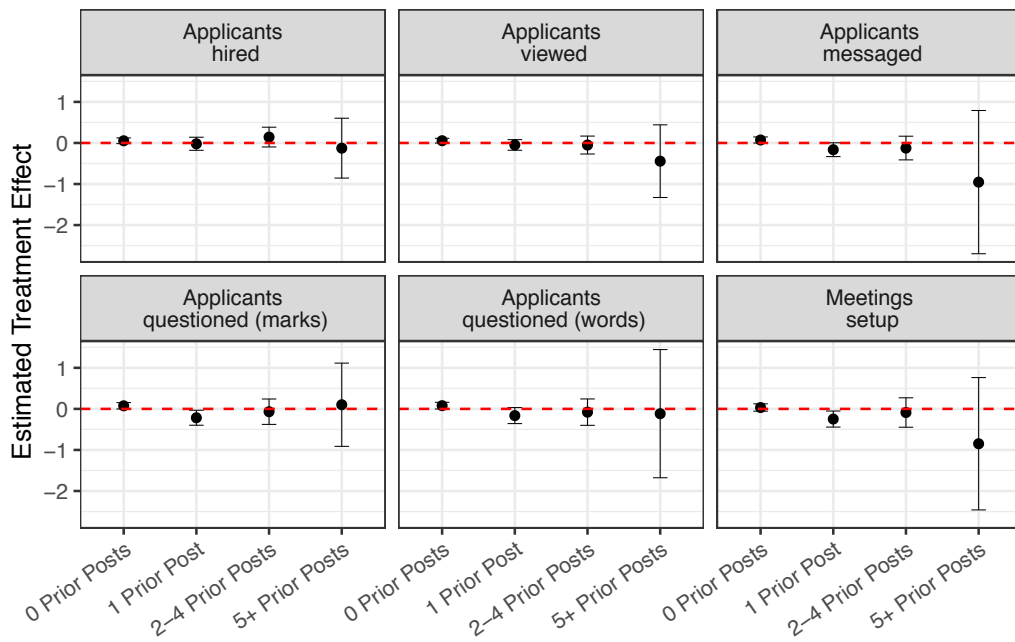 Applicants
hired
Applicants
viewed
Applicants
messaged
1
0
−1
−2
Applicants
questioned (marks)
Applicants
questioned (words)
Meetings
setup
1
0
−1
−2
Estimated Treatment Effect
0 Prior Posts
1 Prior Post
2−4 Prior Posts
5+ Prior Posts
0 Prior Posts
1 Prior Post
2−4 Prior Posts
5+ Prior Posts
0 Prior Posts
1 Prior Post
2−4 Prior Posts
5+ Prior Posts